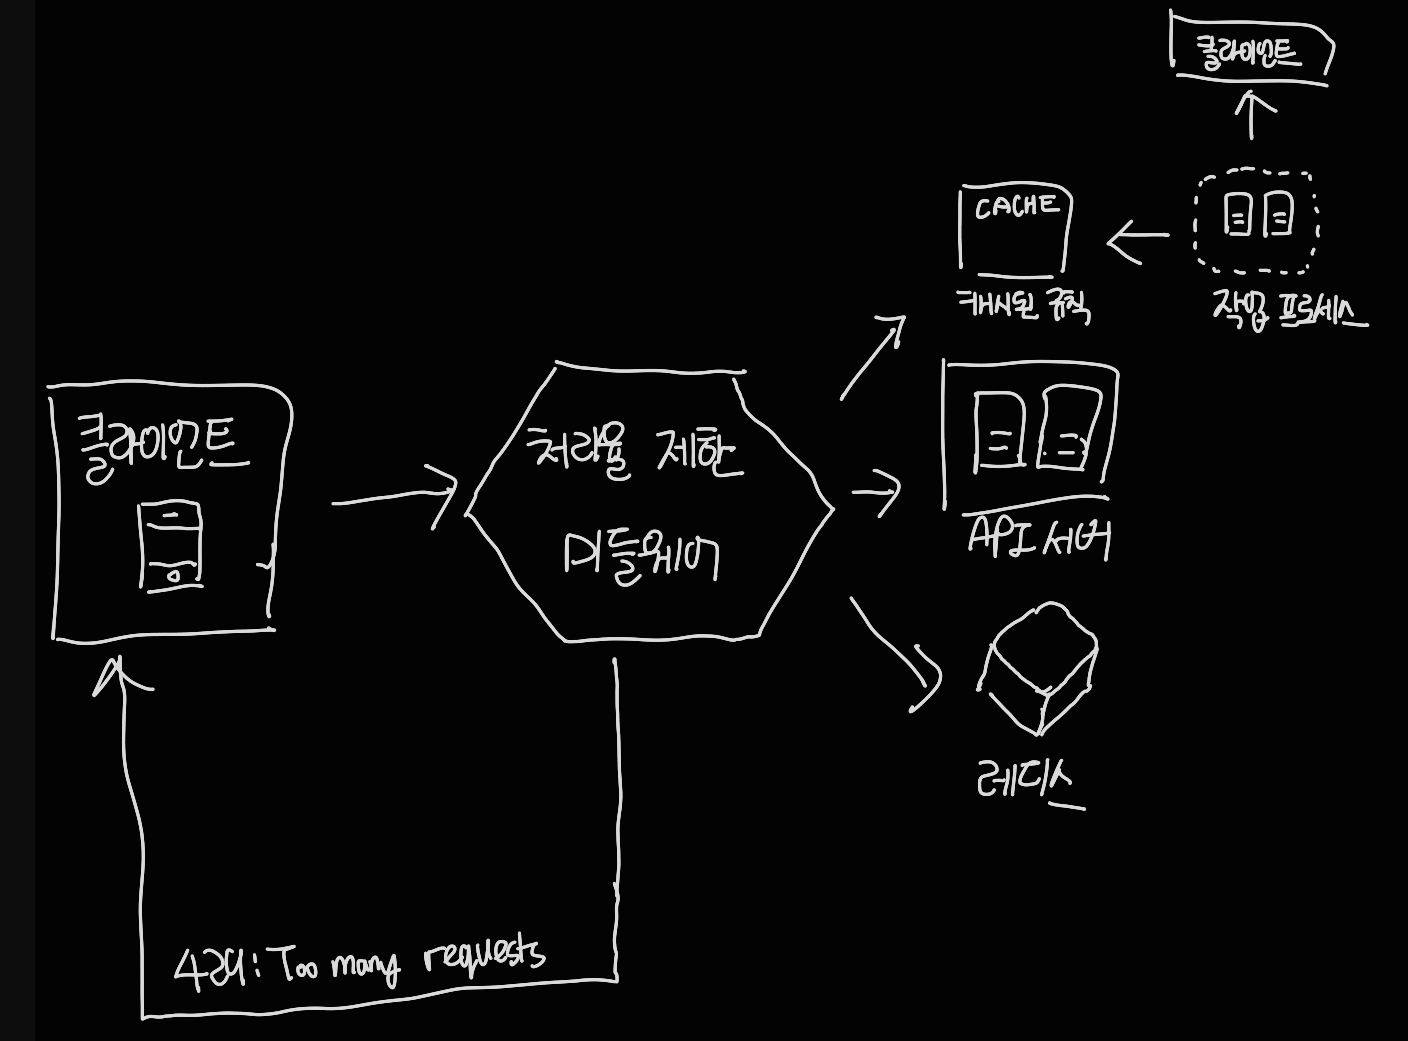 클라이언트
CACHE
캐시된 규칙
작업 프로세스
클라이언트
처리율 제한
미들웨어
API 서버
레디스
429: Too many requests